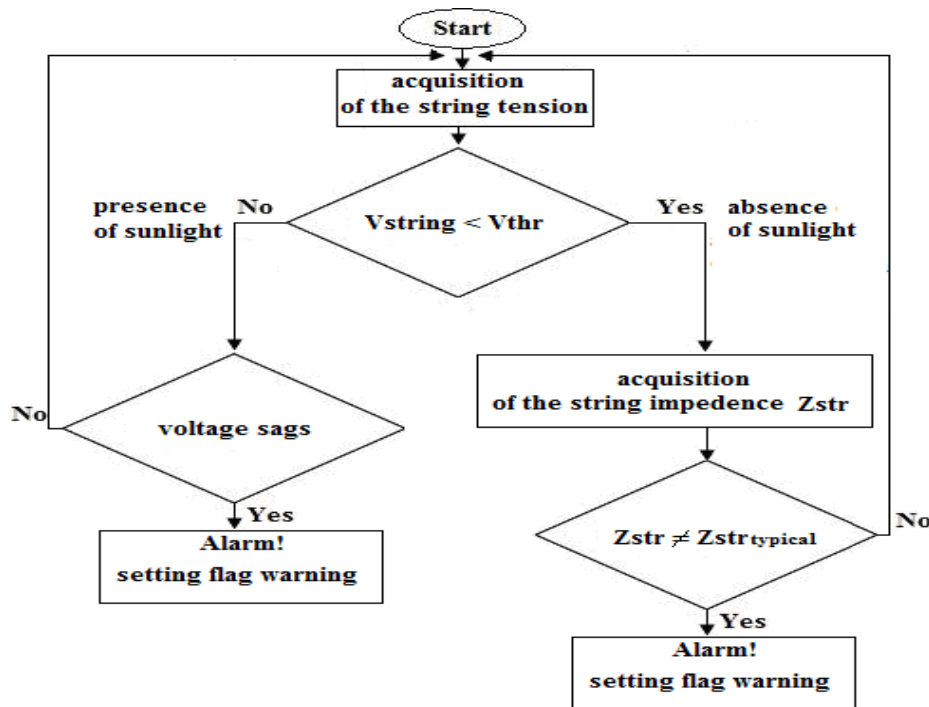 Start
acquisition
of the string tension
Vstring < Vthr
No
presence
of sunlight
Yes
absence
of sunlight
acquisition
of the string impedence Zstr
voltage sags
No
Yes
Alarm!
setting flag warning
Zstr ≠ Zstrtypical
No
Yes
Alarm!
setting flag warning